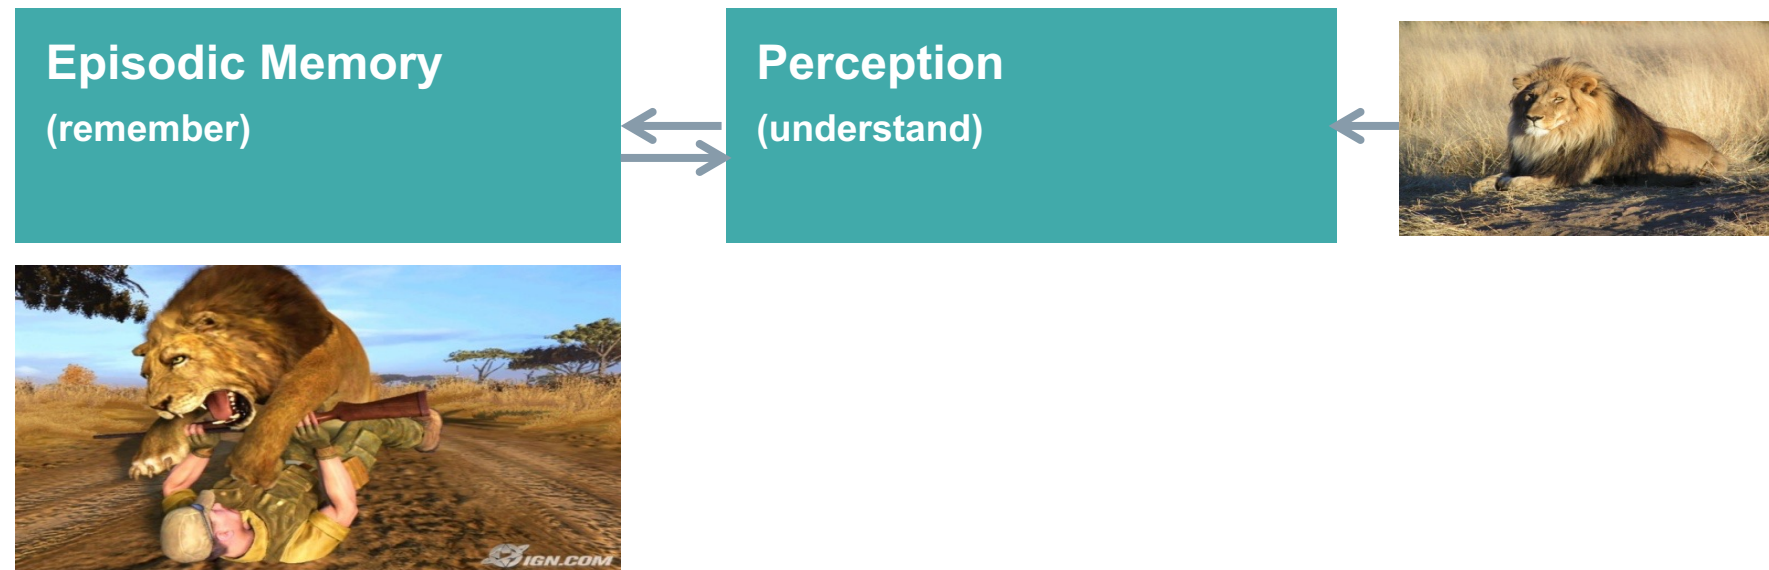 Episodic Memory
(remember)
Perception
(understand)
IGN.COM